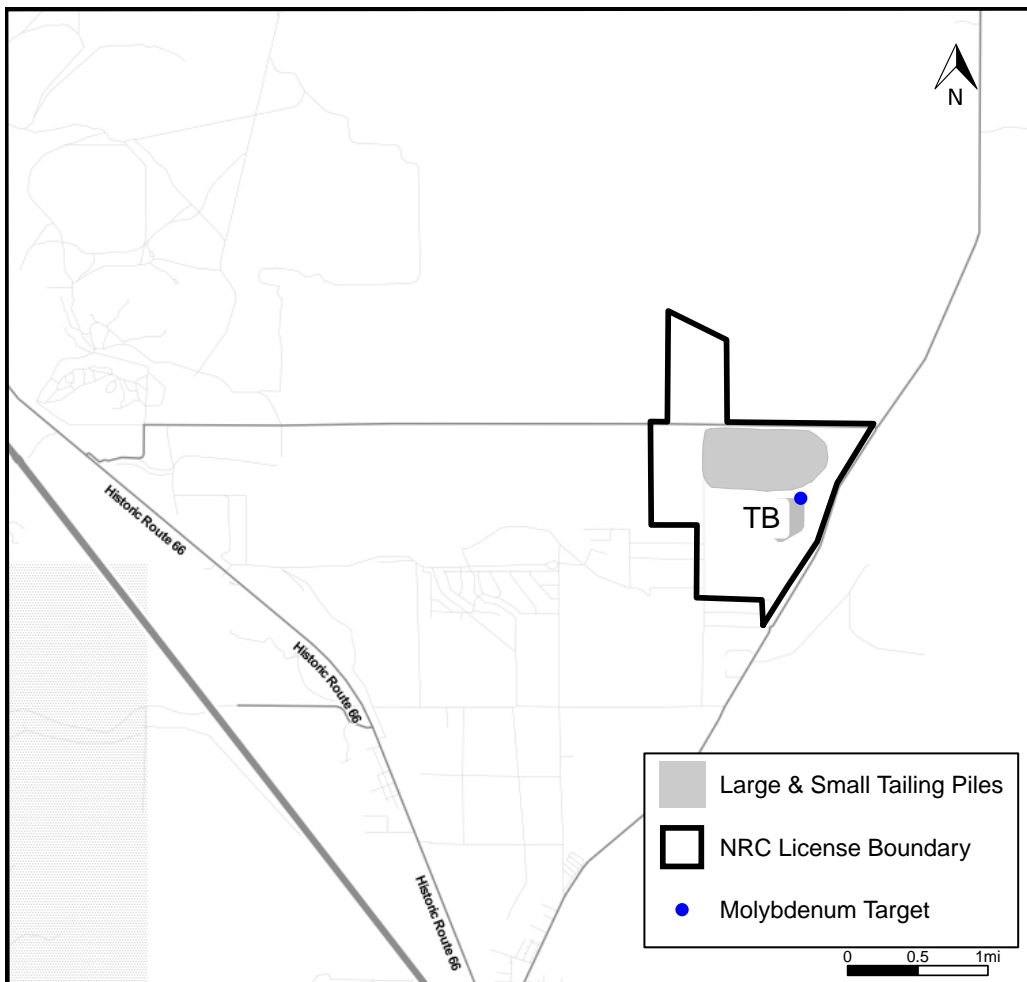 N
TB
Historic Route 66
Historic Route 66
Historic Route 66
Large & Small Tailing Piles
NRC License Boundary
Molybdenum Target
0 0.5 1mi